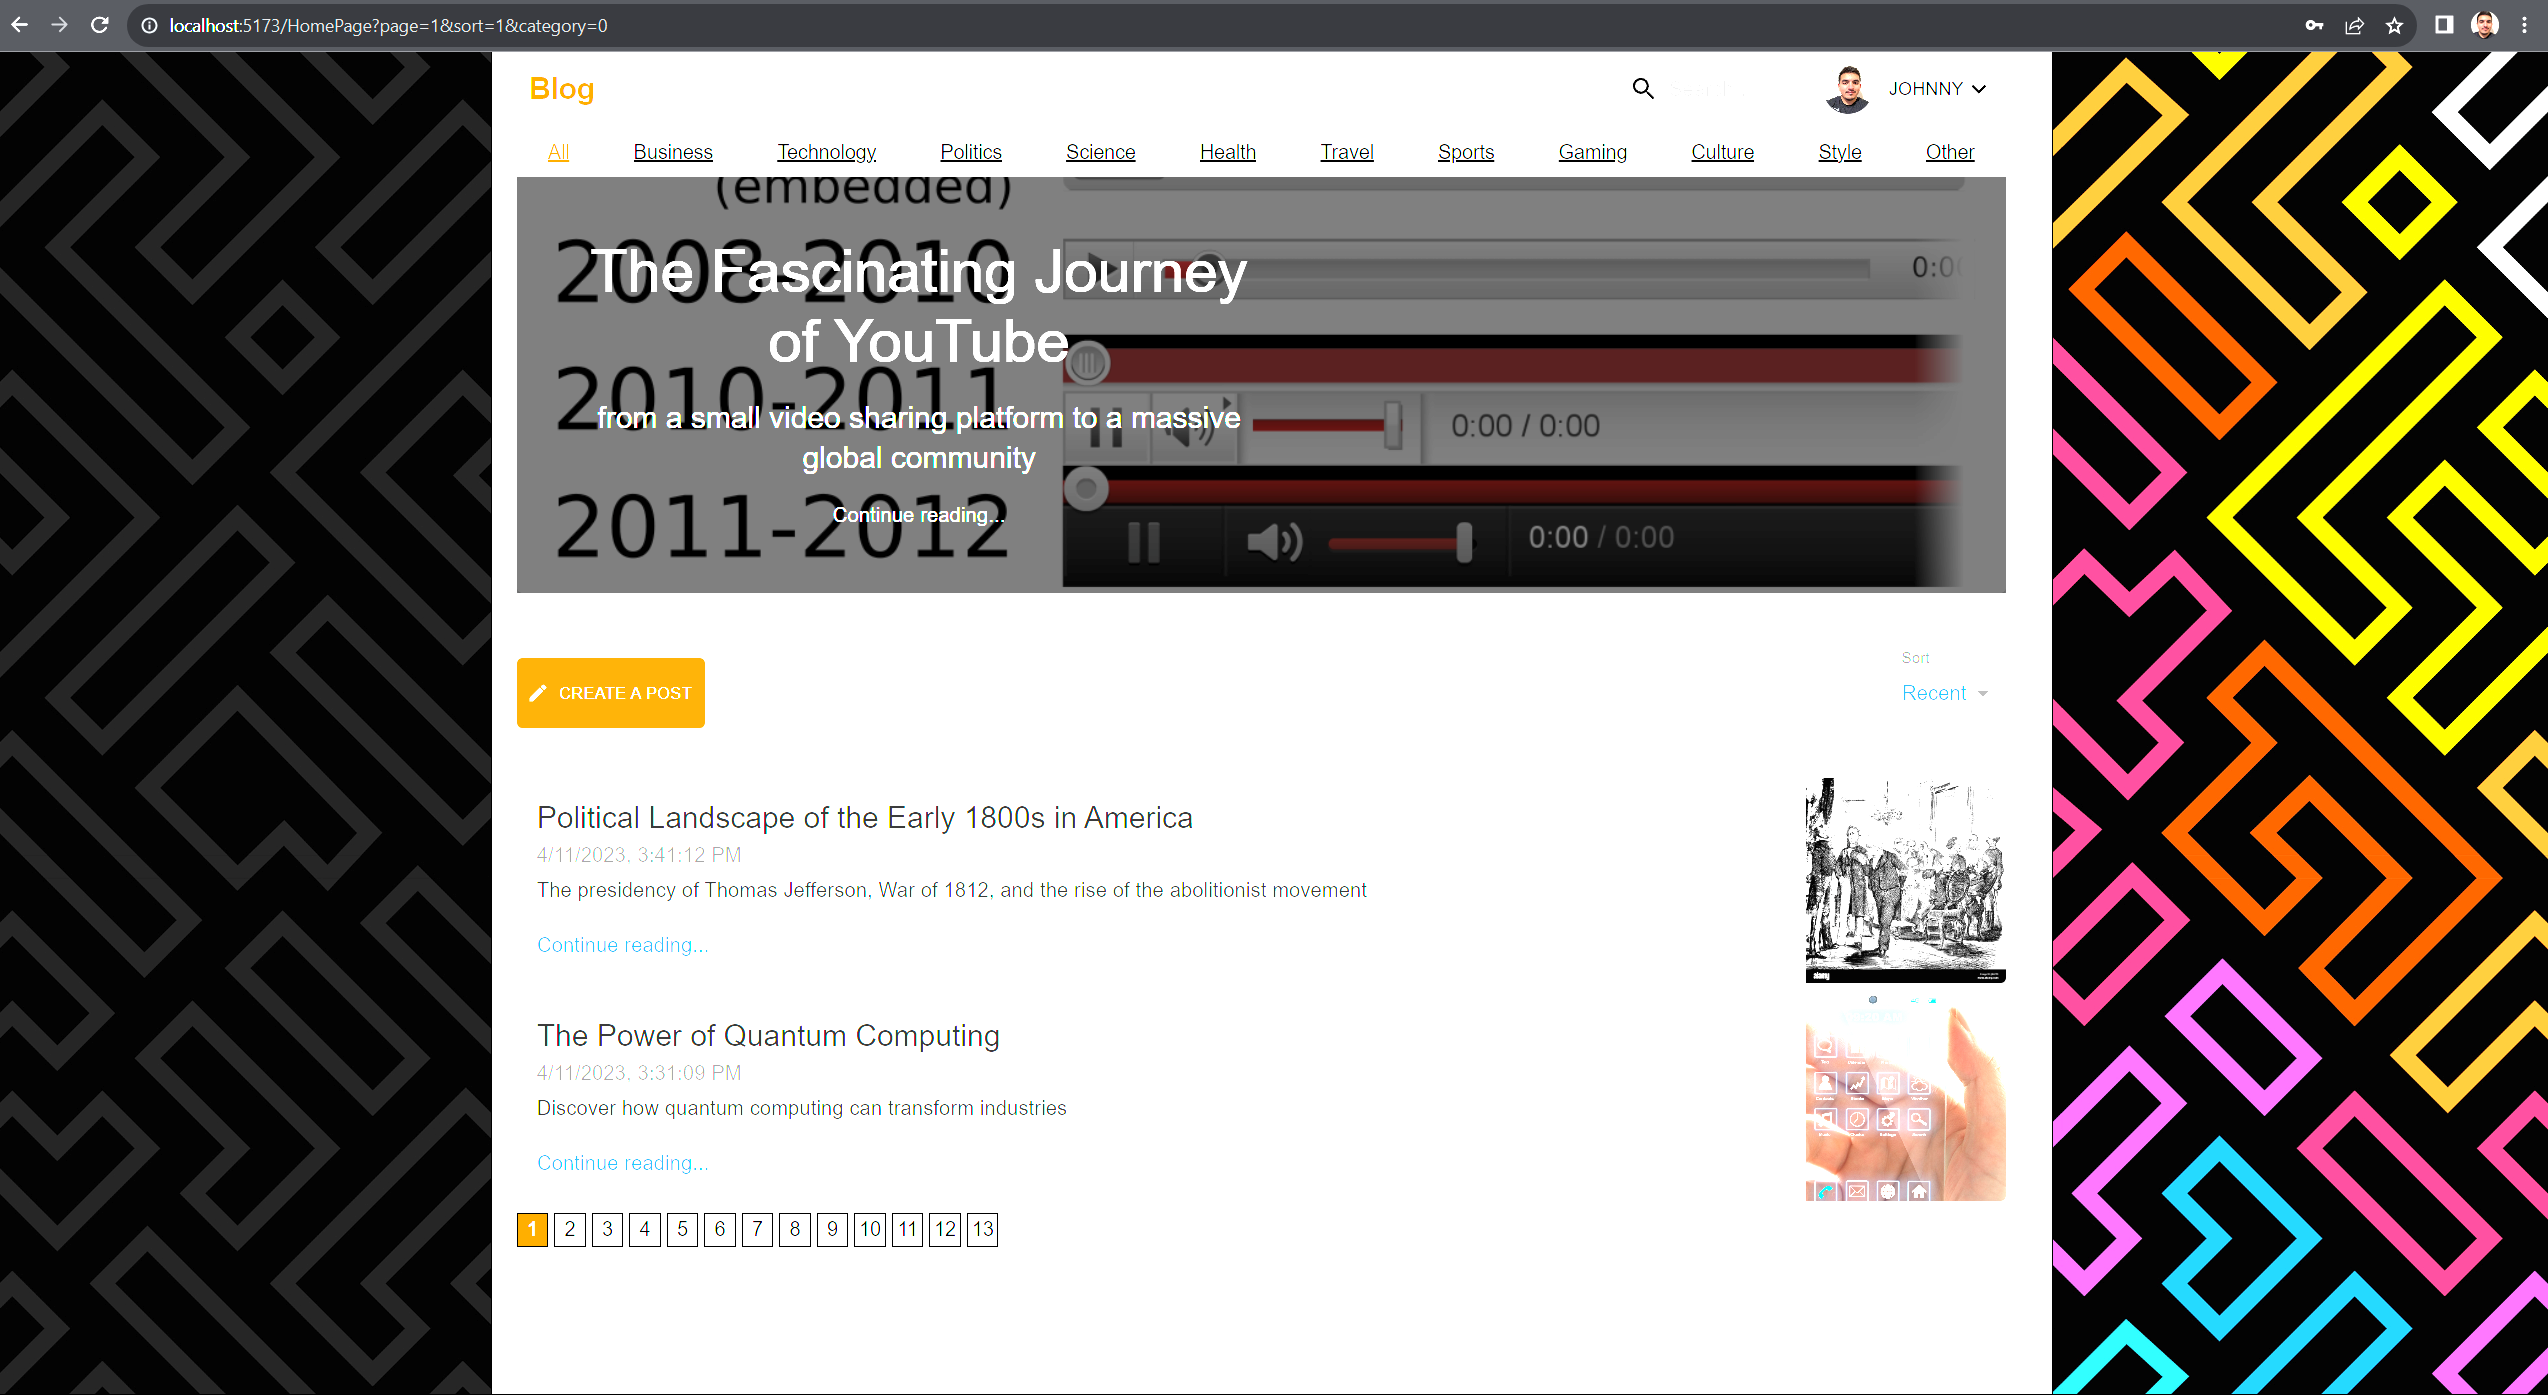 localhost:5173/HomePage?page=1&sort=1&category=0
Blog
JOHNNY
All Business Technology Politics Science Health Travel Sports Gaming Culture Style Other
(embedded)
2008-2010
0:00
The Fascinating Journey
of YouTube
2010-2011
0:00 / 0:00
from a small video sharing platform to a massive
global community
2011-2012
0:00 / 0:00
Continue reading...
CREATE A POST
Sort
Recent
Political Landscape of the Early 1800s in America
4/11/2023, 3:41:12 PM
The presidency of Thomas Jefferson, War of 1812, and the rise of the abolitionist movement
Continue reading...
alamy
The Power of Quantum Computing
4/11/2023, 3:31:09 PM
Discover how quantum computing can transform industries
Continue reading...
1 2 3 4 5 6 7 8 9 10 11 12 13